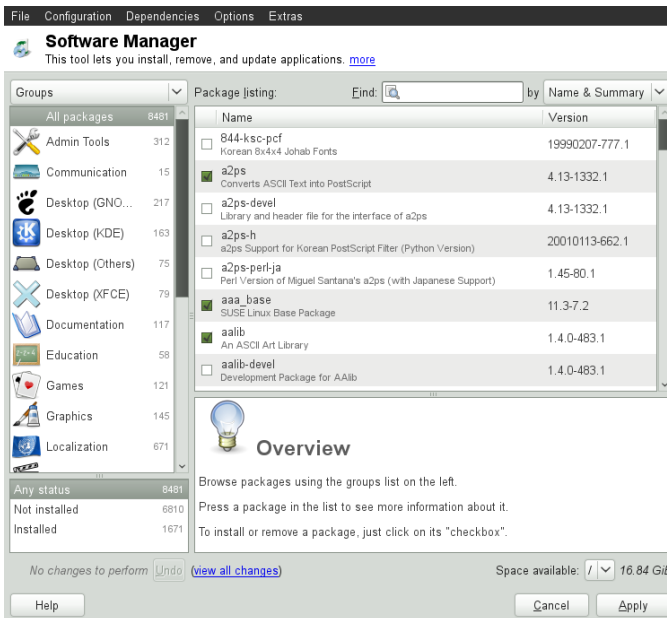 File Configuration Dependencies Options Extras
Software Manager
This tool lets you install, remove, and update applications. more
Groups
Package listing: Find: by Name & Summary
All packages 8481
Admin Tools 312
Communication 15
Desktop (GNO... 217
Desktop (KDE) 163
Desktop (Others) 75
Desktop (XFCE) 79
Documentation 117
Education 58
Games 121
Graphics 145
Localization 671
Name Version
844-ksc-pcf 19990207-777.1
Korean 8x4x4 Johab Fonts
a2ps 4.13-1332.1
Converts ASCII Text into PostScript
a2ps-devel 4.13-1332.1
Library and header file for the interface of a2ps
a2ps-h 20010113-662.1
a2ps Support for Korean PostScript Filter (Python Version)
a2ps-perl-ja 1.45-80.1
Perl Version of Miguel Santana's a2ps (with Japanese Support)
aaa_base 11.3-7.2
SUSE Linux Base Package
aalib 1.4.0-483.1
An ASCII Art Library
aalib-devel 1.4.0-483.1
Development Package for AAlib
Any status 8481
Not installed 6810
Installed 1671
Overview
Browse packages using the groups list on the left.
Press a package in the list to see more information about it.
To install or remove a package, just click on its "checkbox".
No changes to perform Undo (view all changes)
Space available: / 16.84 GiB
Help Cancel Apply